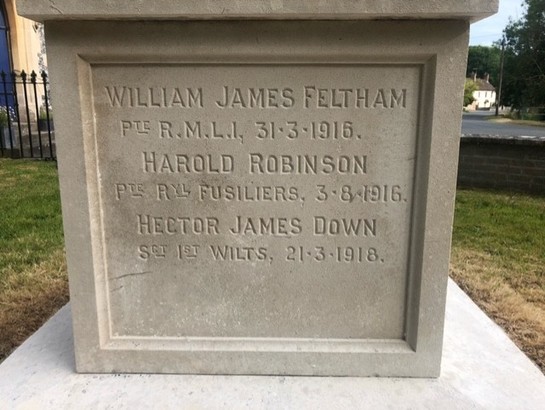 WILLIAM JAMES FELTHAM
PTE R.M.L.I, 31·3·1916.
HAROLD ROBINSON
PTE RYL FUSILIERS, 3·8·1916.
HECTOR JAMES DOWN
SGT 1ST WILTS, 21·3·1918.